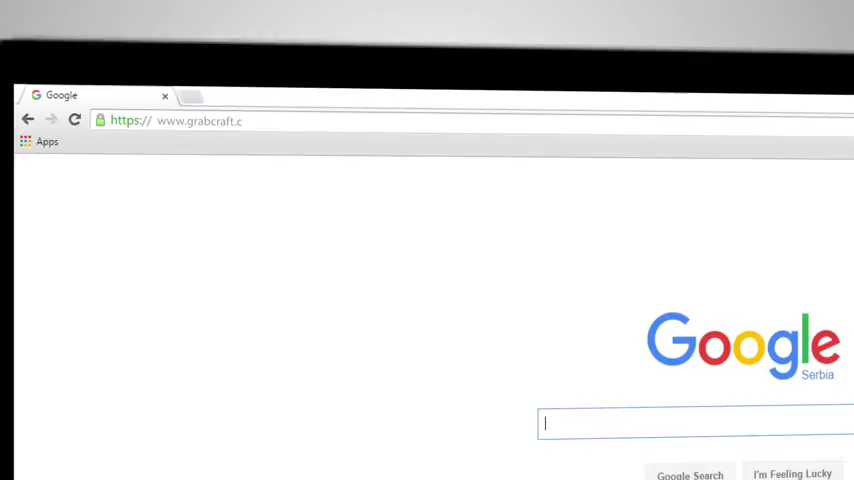 Google
https:// www.grabcraft.c
Apps
Google
Serbia
Google Search
I'm Feeling Lucky